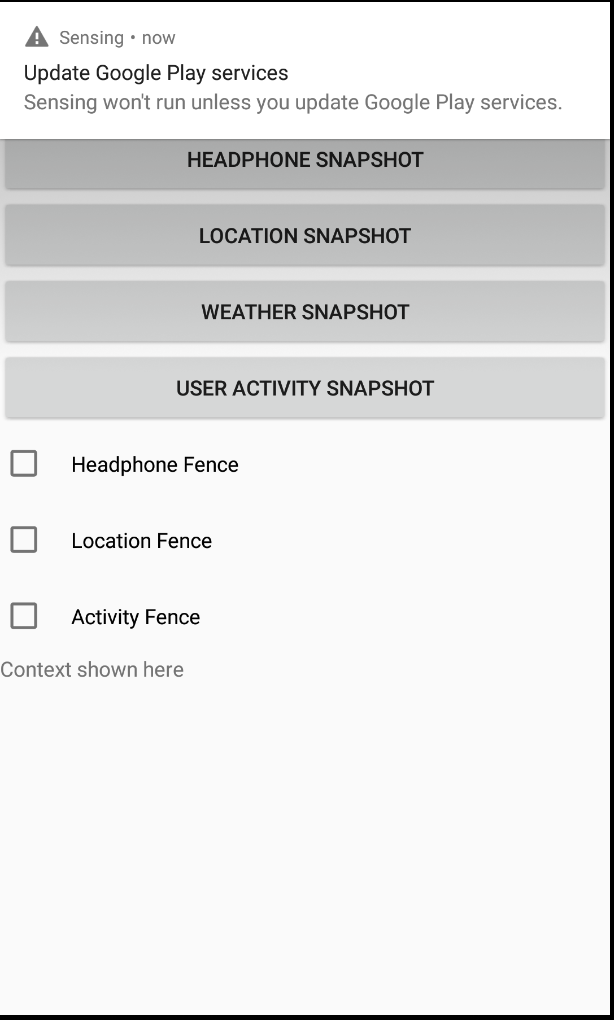 Sensing • now
Update Google Play services
Sensing won't run unless you update Google Play services.
HEADPHONE SNAPSHOT
LOCATION SNAPSHOT
WEATHER SNAPSHOT
USER ACTIVITY SNAPSHOT
Headphone Fence
Location Fence
Activity Fence
Context shown here